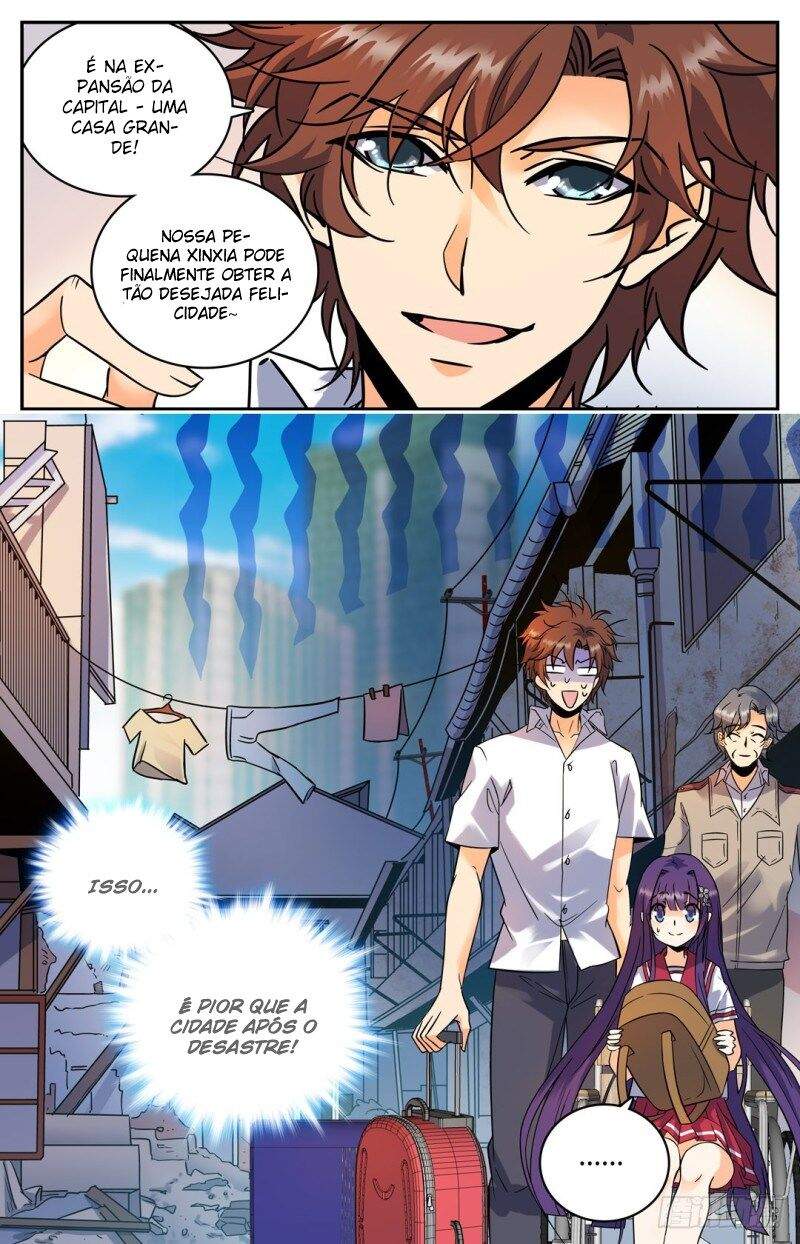 É NA EX-
PANSÃO DA
CAPITAL - UMA
CASA GRAN-
DE!
NOSSA PE-
QUENA XINXIA PODE
FINALMENTE OBTER A
TÃO DESEJADA FELI-
CIDADE~
ISSO...
É PIOR QUE A
CIDADE APÓS O
DESASTRE!
......